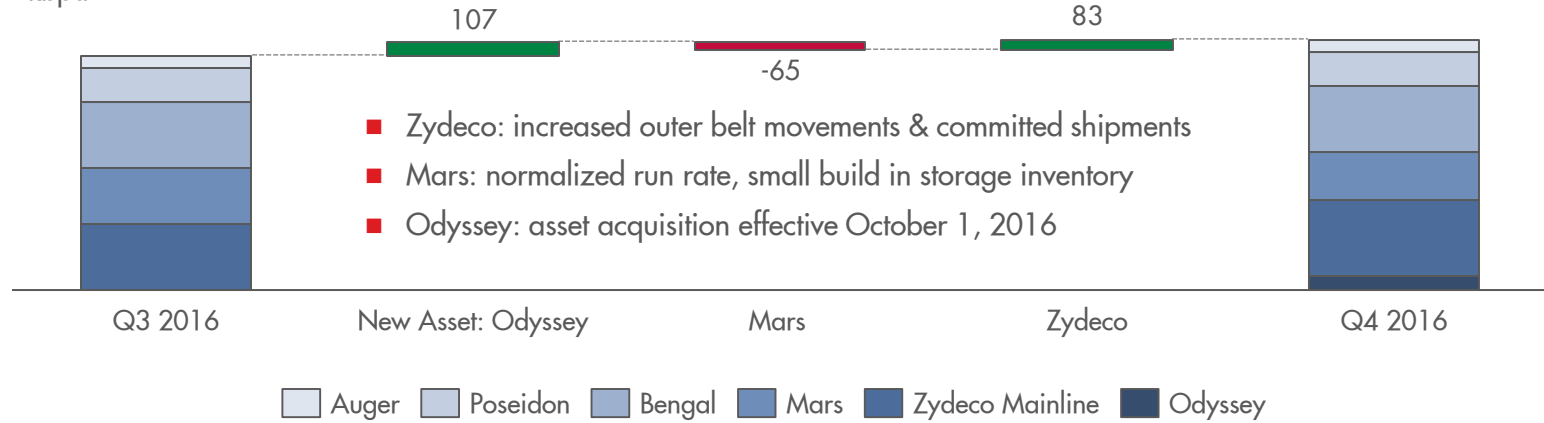 107
83
-65
Zydeco: increased outer belt movements & committed shipments
Mars: normalized run rate, small build in storage inventory
Odyssey: asset acquisition effective October 1, 2016
Q3 2016
New Asset: Odyssey
Mars
Zydeco
Q4 2016
Auger
Poseidon
Bengal
Mars
Zydeco Mainline
Odyssey